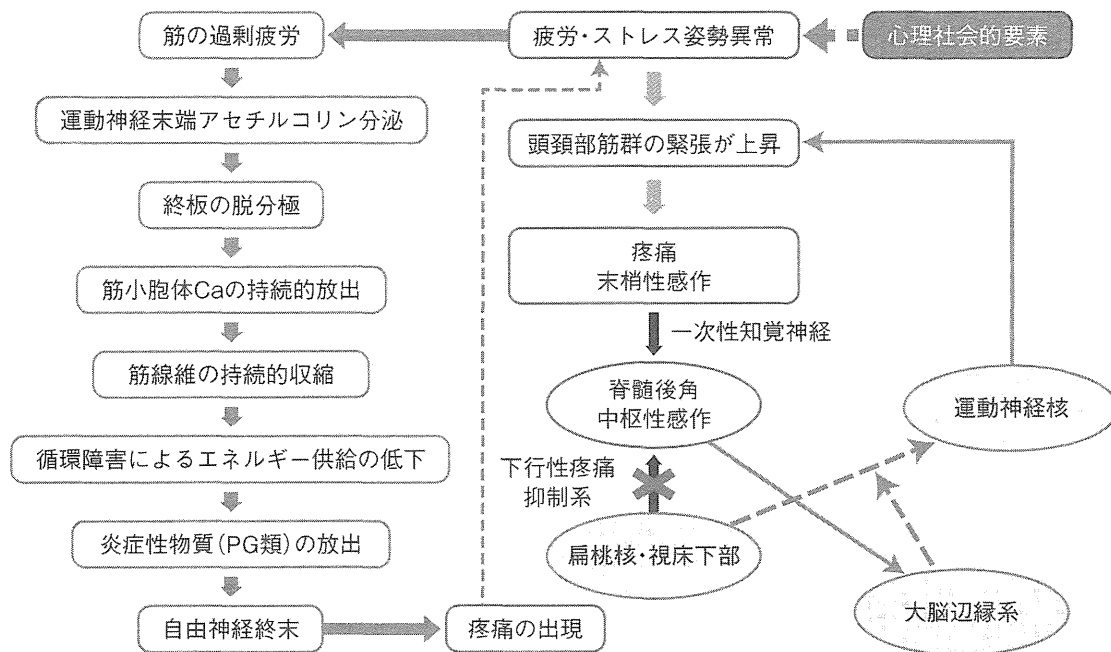 筋の過剰疲労
疲労・ストレス姿勢異常
心理社会的要素
運動神経末端アセチルコリン分泌
頭頚部筋群の緊張が上昇
終板の脱分極
疼痛
末梢性感作
筋小胞体Caの持続的放出
一次性知覚神経
筋線維の持続的収縮
脊髄後角
中枢性感作
運動神経核
循環障害によるエネルギー供給の低下
下行性疼痛
抑制系
炎症性物質(PG類)の放出
扁桃核・視床下部
大脳辺縁系
自由神経終末
疼痛の出現